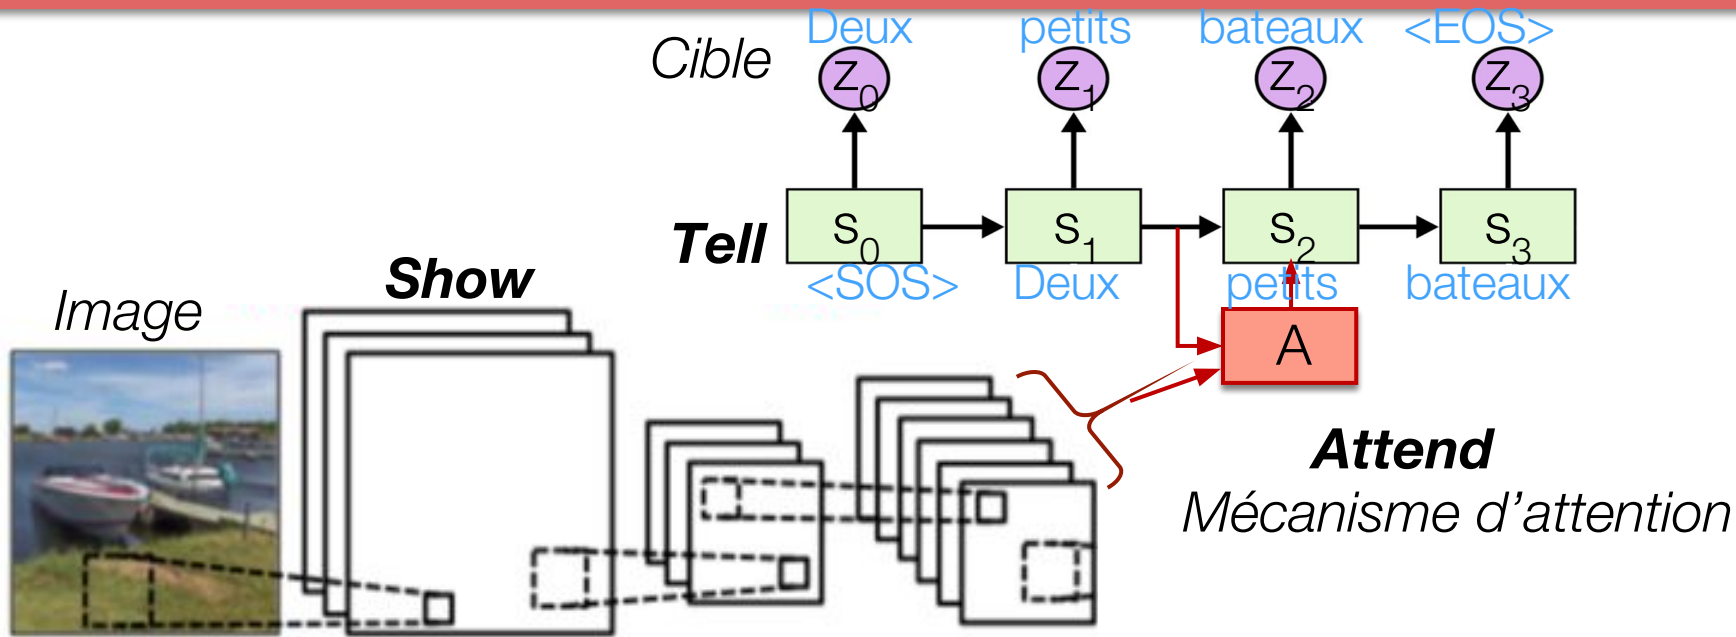 Deux petits bateaux <EOS>
Cible z0 z1 z2 z3
Tell s0 s1 s2 s3
<SOS> Deux petits bateaux
Show
Image
A
Attend
Mécanisme d'attention